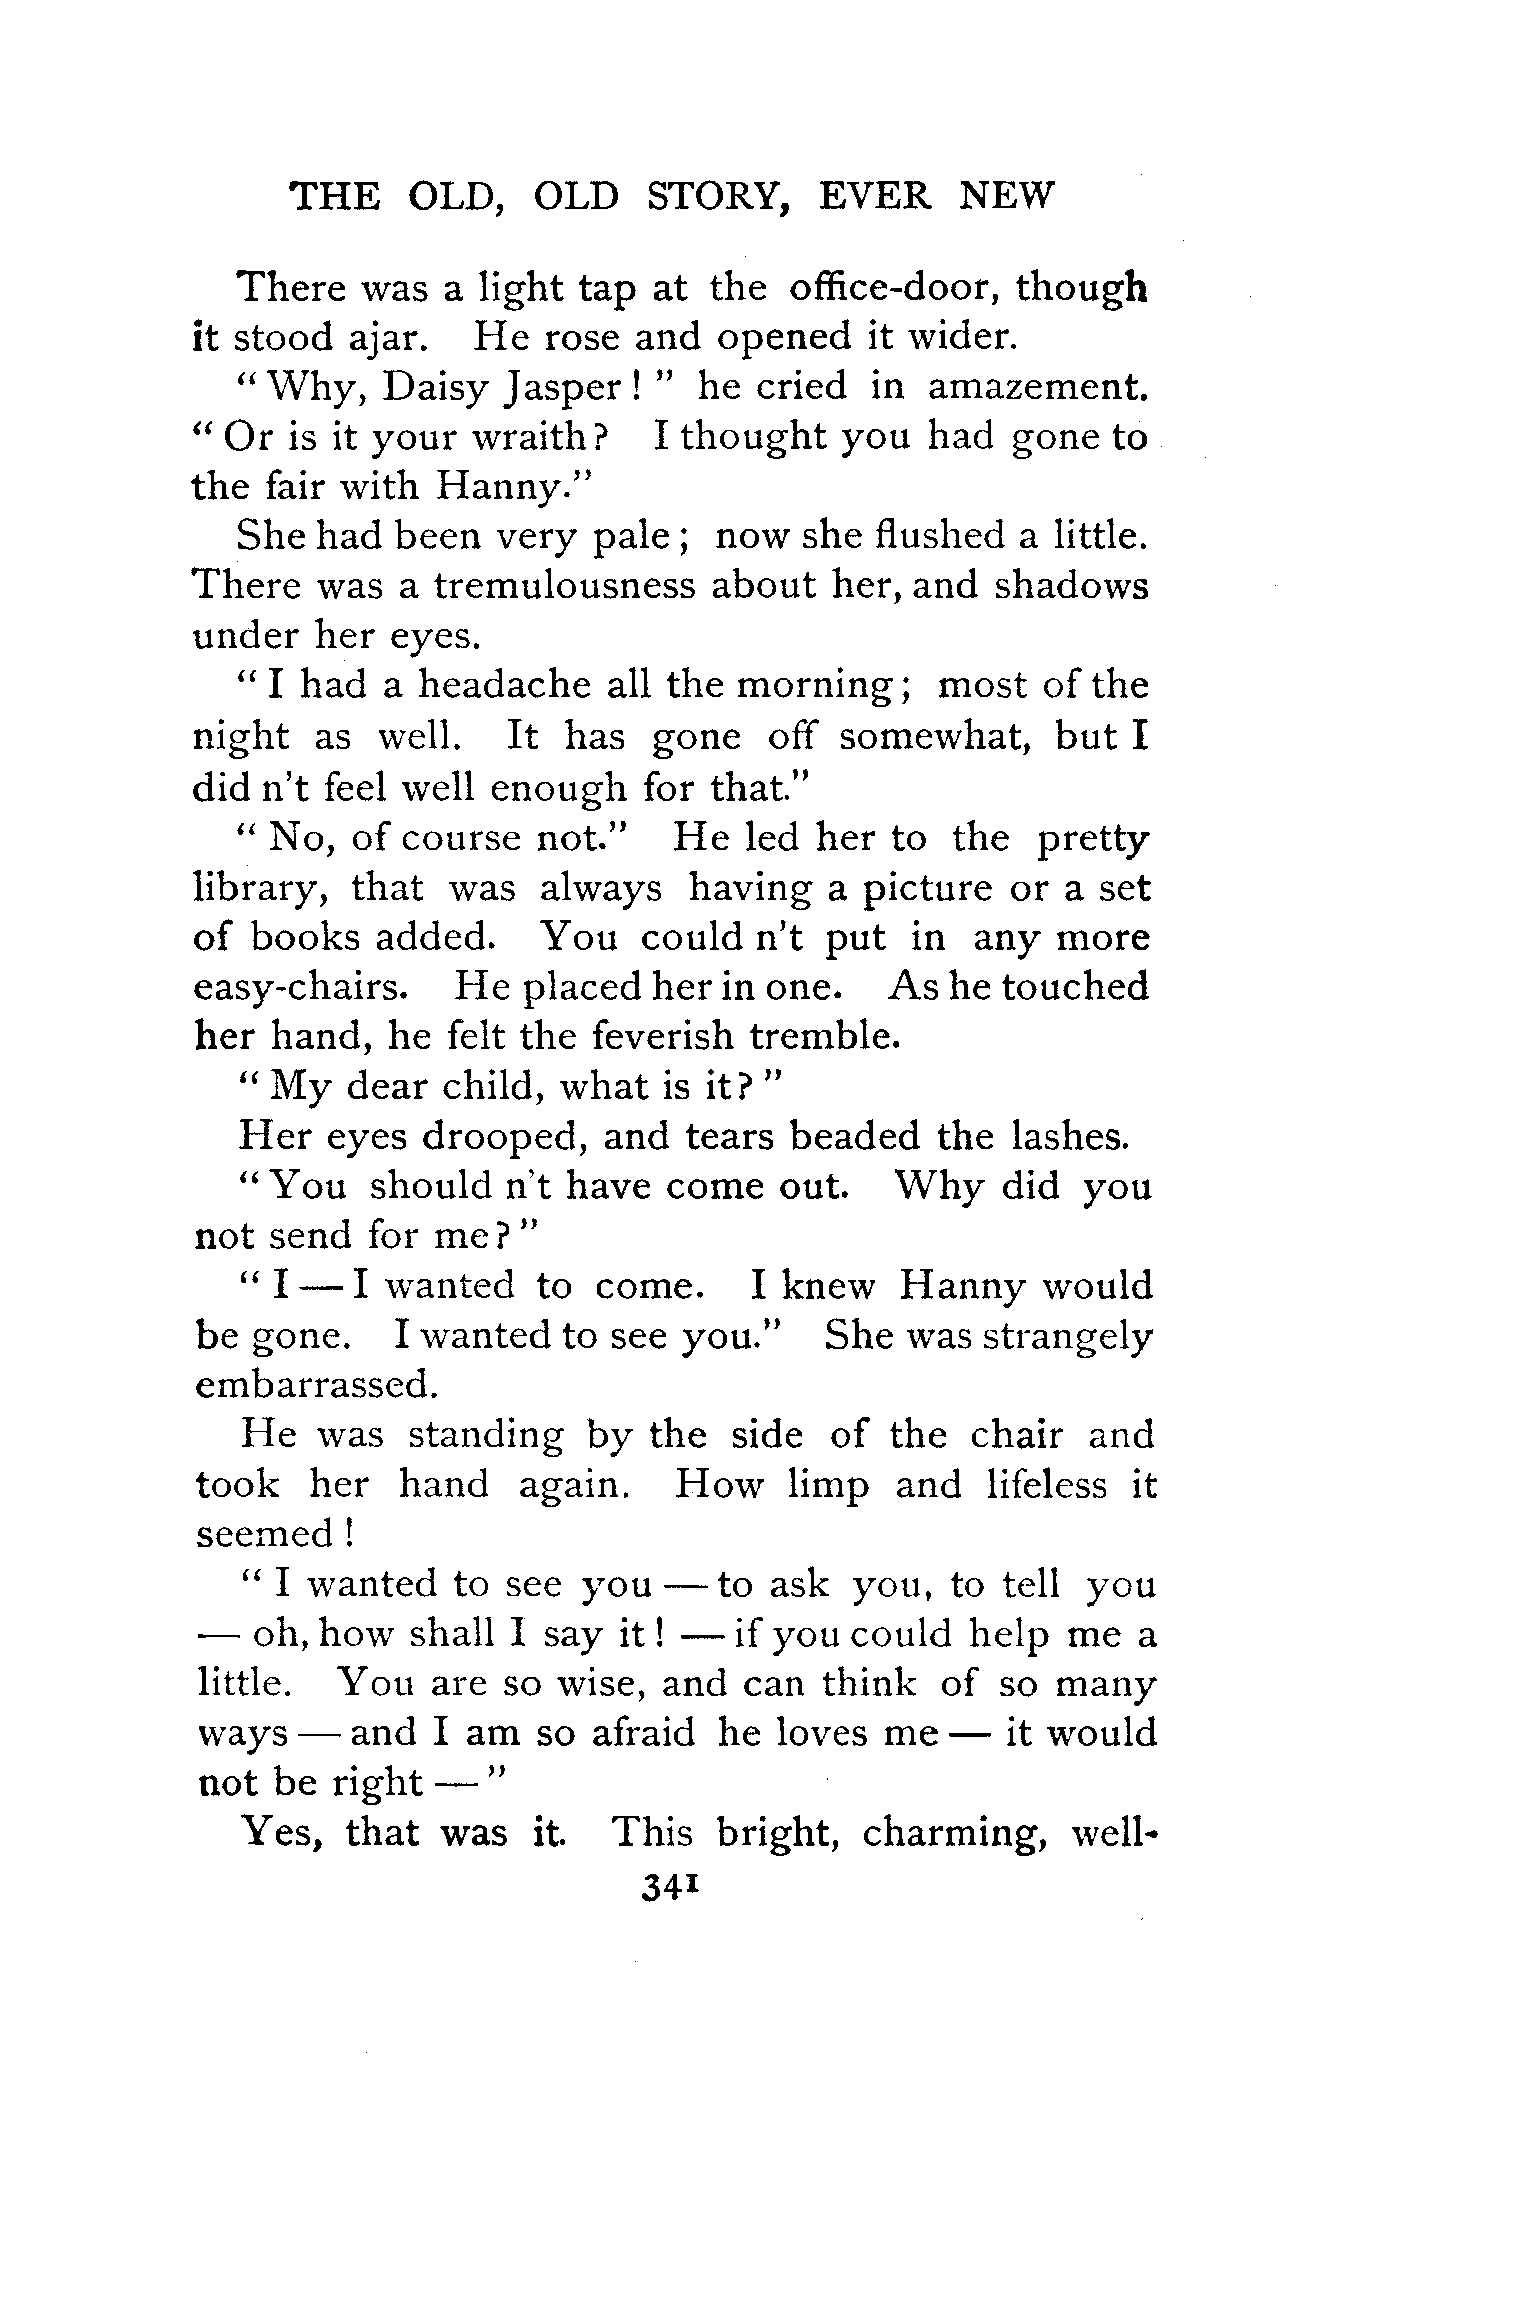 THE OLD, OLD STORY, EVER NEW
There was a light tap at the office-door, though
it stood ajar. He rose and opened it wider.
“ Why, Daisy Jasper ! ” he cried in amazement.
“ Or is it your wraith? I thought you had gone to
the fair with Hanny.”
She had been very pale ; now she flushed a little.
There was a tremulousness about her, and shadows
under her eyes.
“ I had a headache all the morning ; most of the
night as well. It has gone off somewhat, but I
did n't feel well enough for that.”
“ No, of course not.” He led her to the pretty
library, that was always having a picture or a set
of books added. You could n't put in any more
easy-chairs. He placed her in one. As he touched
her hand, he felt the feverish tremble.
“ My dear child, what is it? ”
Her eyes drooped, and tears beaded the lashes.
“ You should n't have come out. Why did you
not send for me? ”
“ I — I wanted to come. I knew Hanny would
be gone. I wanted to see you.” She was strangely
embarrassed.
He was standing by the side of the chair and
took her hand again. How limp and lifeless it
seemed !
“ I wanted to see you — to ask you, to tell you
— oh, how shall I say it ! — if you could help me a
little. You are so wise, and can think of so many
ways — and I am so afraid he loves me — it would
not be right — ”
Yes, that was it. This bright, charming, well-
341